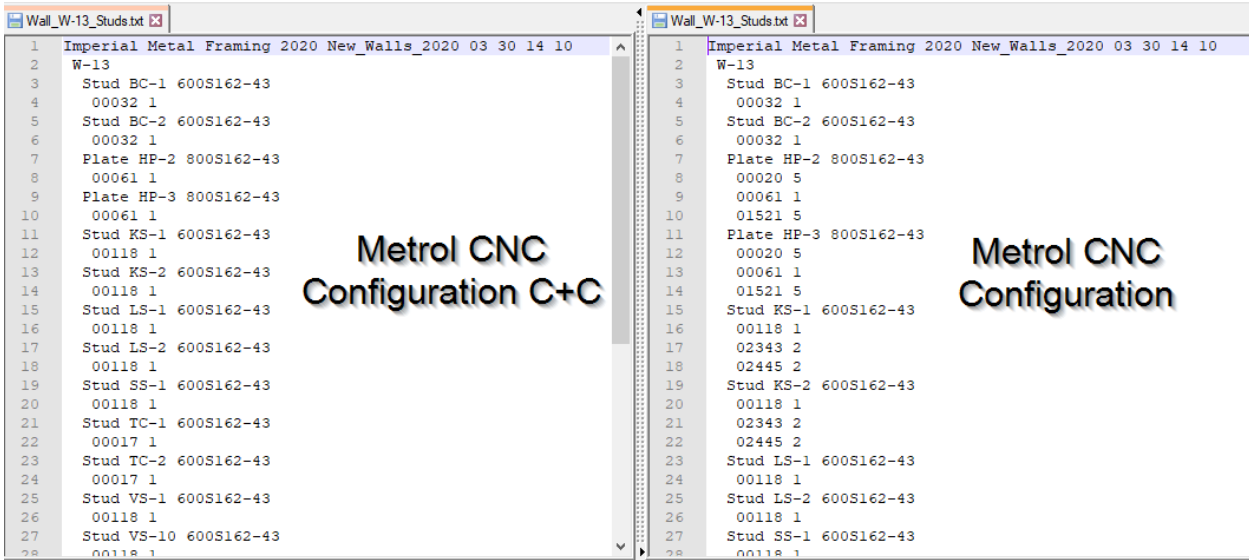 Wall_W-13_Studs.txt
1 Imperial Metal Framing 2020 New_Walls_2020 03 30 14 10
2 W-13
3 Stud BC-1 600S162-43
4 00032 1
5 Stud BC-2 600S162-43
6 00032 1
7 Plate HP-2 800S162-43
8 00061 1
9 Plate HP-3 800S162-43
10 00061 1
11 Stud KS-1 600S162-43
12 00118 1
13 Stud KS-2 600S162-43
14 00118 1
15 Stud LS-1 600S162-43
16 00118 1
17 Stud LS-2 600S162-43
18 00118 1
19 Stud SS-1 600S162-43
20 00118 1
21 Stud TC-1 600S162-43
22 00017 1
23 Stud TC-2 600S162-43
24 00017 1
25 Stud VS-1 600S162-43
26 00118 1
27 Stud VS-10 600S162-43
28 00118 1
Metrol CNC
Configuration C+C
Wall_W-13_Studs.txt
1 Imperial Metal Framing 2020 New_Walls_2020 03 30 14 10
2 W-13
3 Stud BC-1 600S162-43
4 00032 1
5 Stud BC-2 600S162-43
6 00032 1
7 Plate HP-2 800S162-43
8 00020 5
9 00061 1
10 01521 5
11 Plate HP-3 800S162-43
12 00020 5
13 00061 1
14 01521 5
15 Stud KS-1 600S162-43
16 00118 1
17 02343 2
18 02445 2
19 Stud KS-2 600S162-43
20 00118 1
21 02343 2
22 02445 2
23 Stud LS-1 600S162-43
24 00118 1
25 Stud LS-2 600S162-43
26 00118 1
27 Stud SS-1 600S162-43
28 00118 1
Metrol CNC
Configuration